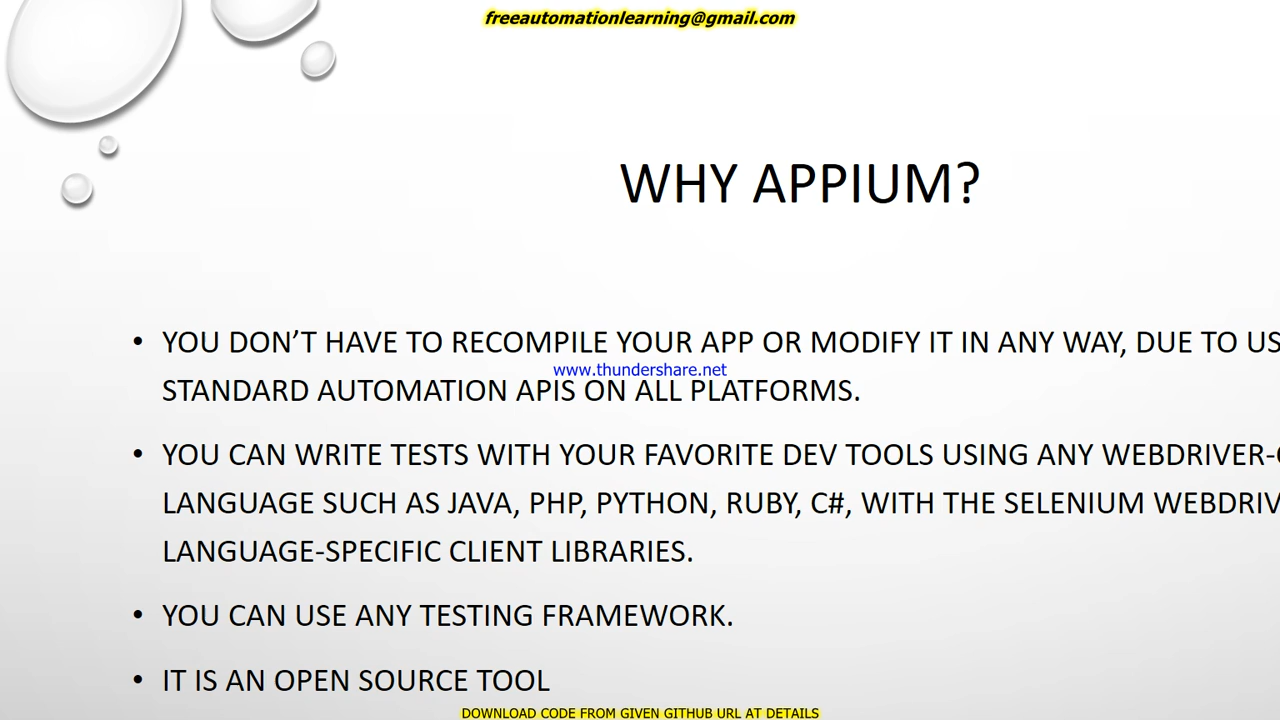 freeautomationlearning@gmail.com
WHY APPIUM?
• YOU DON’T HAVE TO RECOMPILE YOUR APP OR MODIFY IT IN ANY WAY, DUE TO
www.thundershare.net
STANDARD AUTOMATION APIS ON ALL PLATFORMS.
• YOU CAN WRITE TESTS WITH YOUR FAVORITE DEV TOOLS USING ANY
LANGUAGE SUCH AS JAVA, PHP, PYTHON, RUBY, C#, WITH THE SELENIUM
LANGUAGE-SPECIFIC CLIENT LIBRARIES.
• YOU CAN USE ANY TESTING FRAMEWORK.
• IT IS AN OPEN SOURCE TOOL
DOWNLOAD CODE FROM GIVEN GITHUB URL AT DETAILS